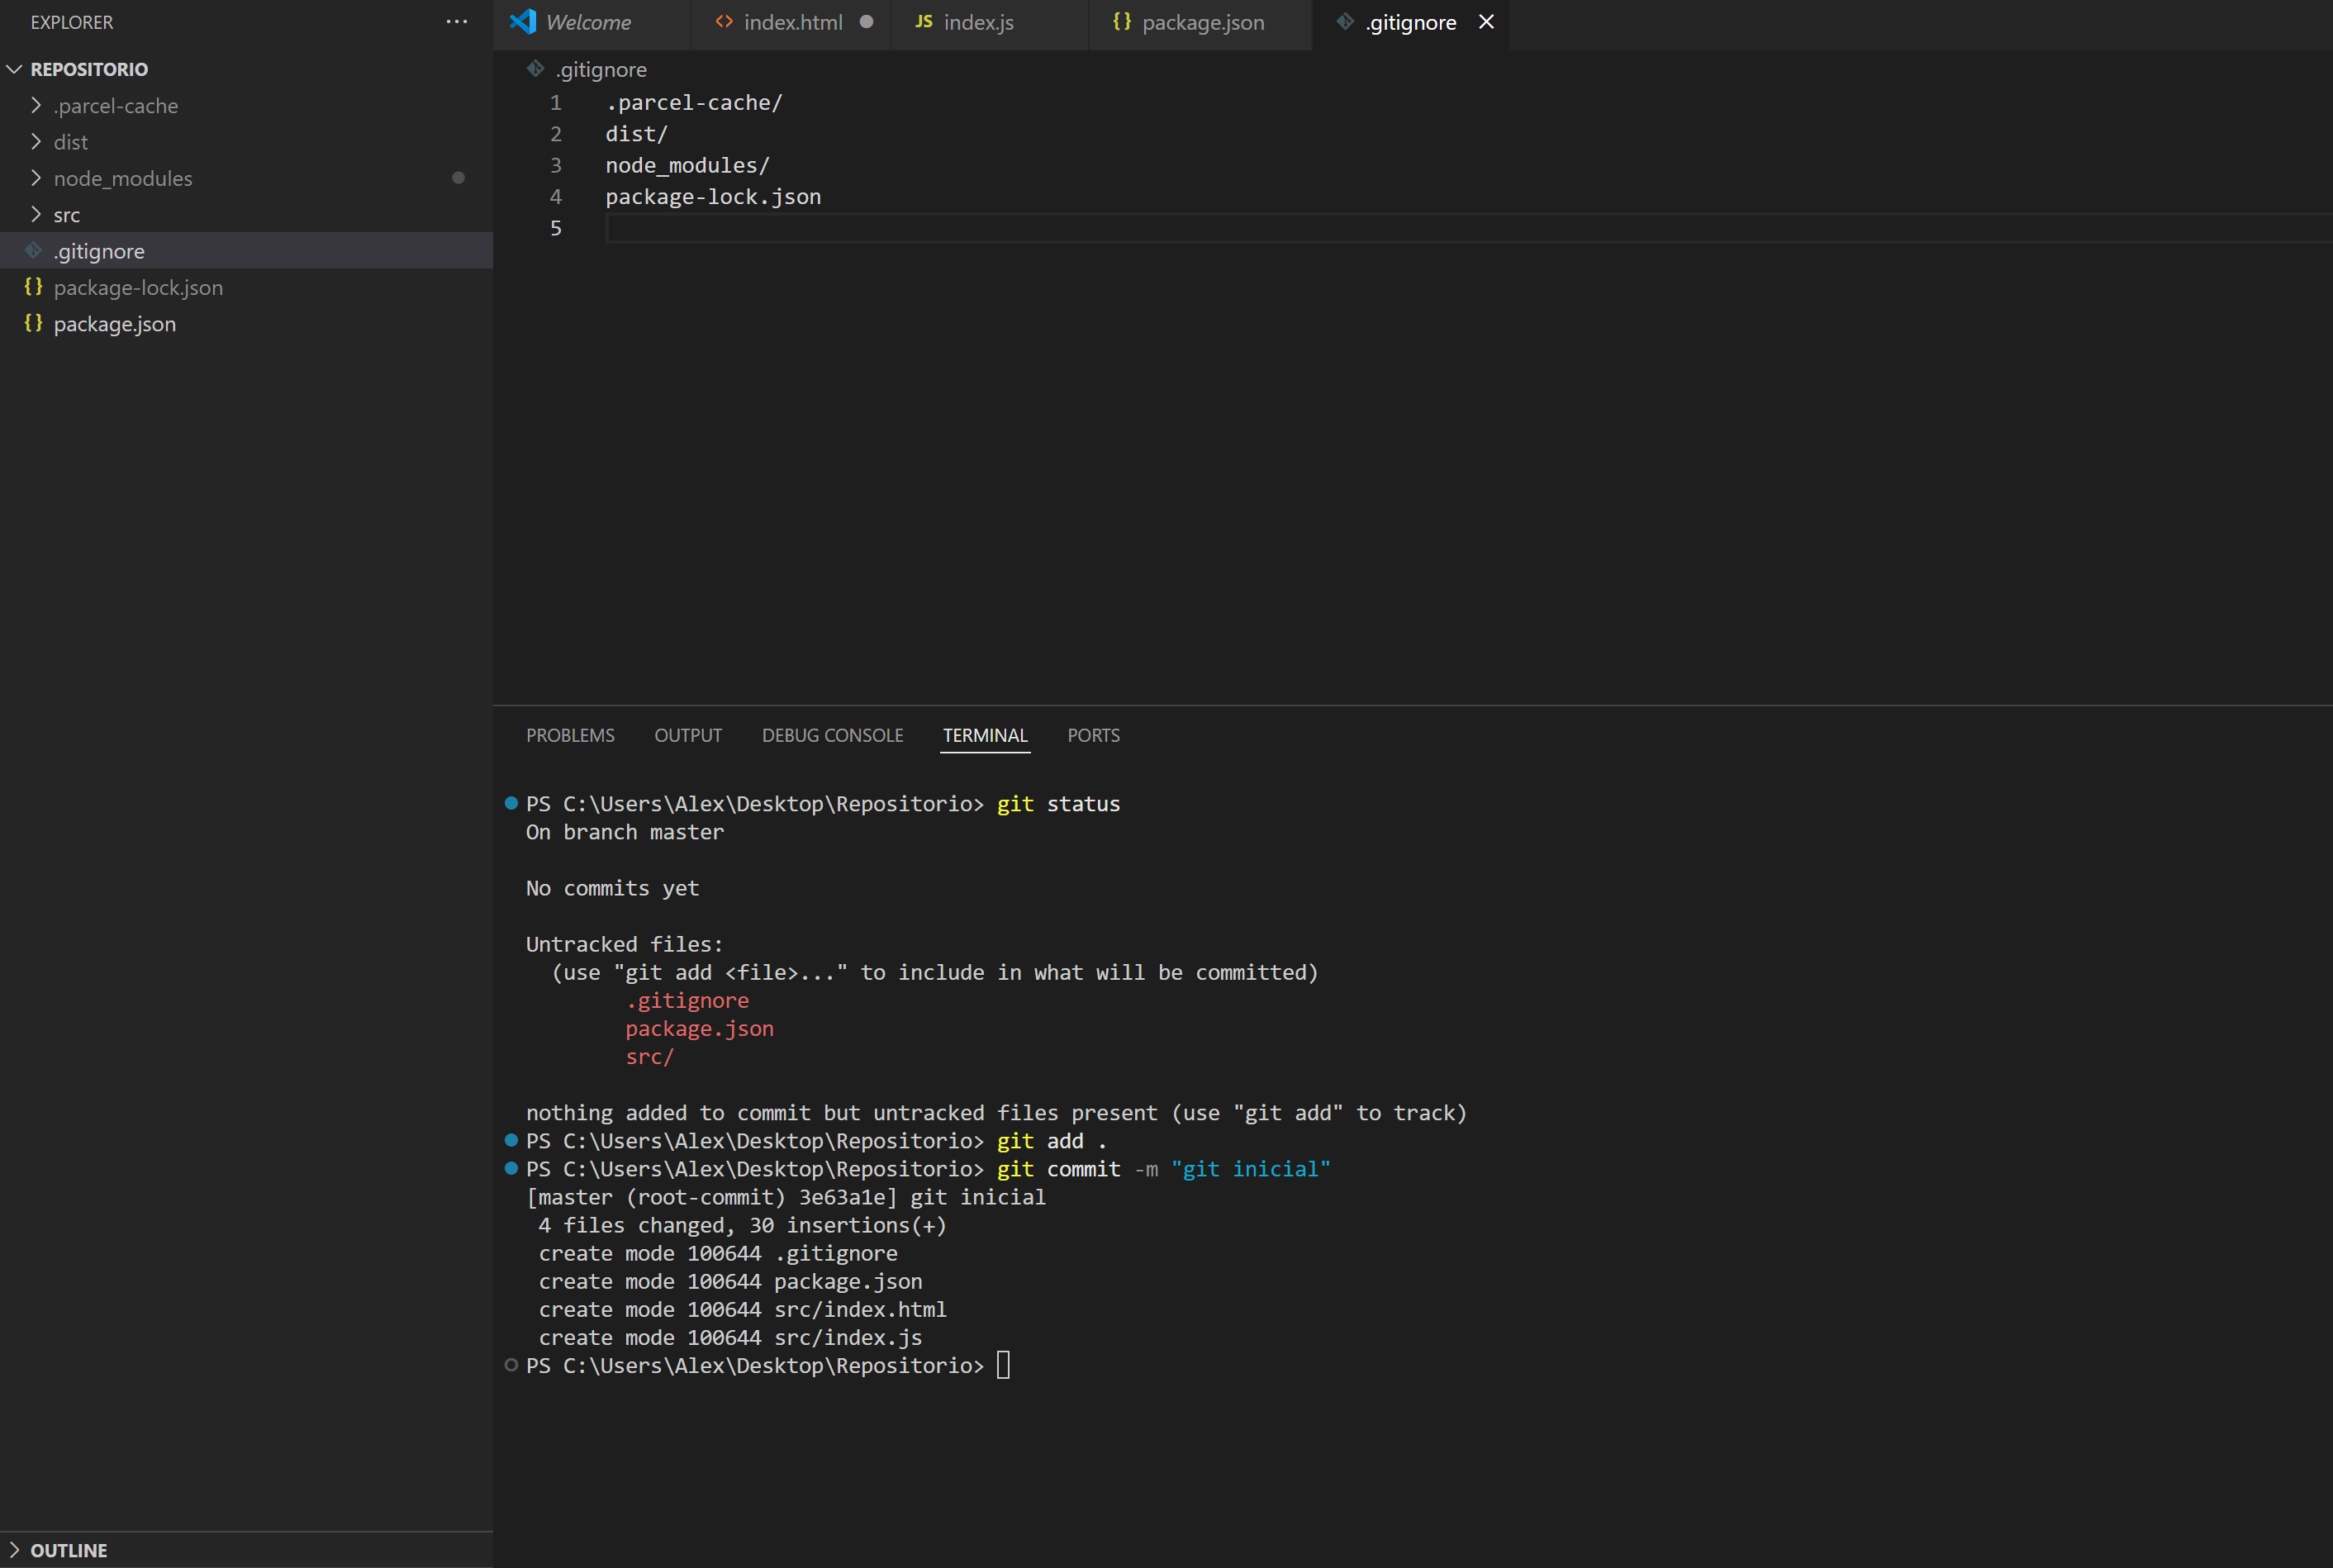 EXPLORER
REPOSITORIO
.parcel-cache
dist
node_modules
src
.gitignore
package-lock.json
package.json
OUTLINE
Welcome
index.html
JS index.js
{} package.json
.gitignore
.gitignore
1 .parcel-cache/
2 dist/
3 node_modules/
4 package-lock.json
5
PROBLEMS OUTPUT DEBUG CONSOLE TERMINAL PORTS
PS C:\Users\Alex\Desktop\Repositorio> git status
On branch master
No commits yet
Untracked files:
(use "git add <file>..." to include in what will be committed)
.gitignore
package.json
src/
nothing added to commit but untracked files present (use "git add" to track)
PS C:\Users\Alex\Desktop\Repositorio> git add .
PS C:\Users\Alex\Desktop\Repositorio> git commit -m "git inicial"
[master (root-commit) 3e63a1e] git inicial
4 files changed, 30 insertions(+)
create mode 100644 .gitignore
create mode 100644 package.json
create mode 100644 src/index.html
create mode 100644 src/index.js
PS C:\Users\Alex\Desktop\Repositorio>